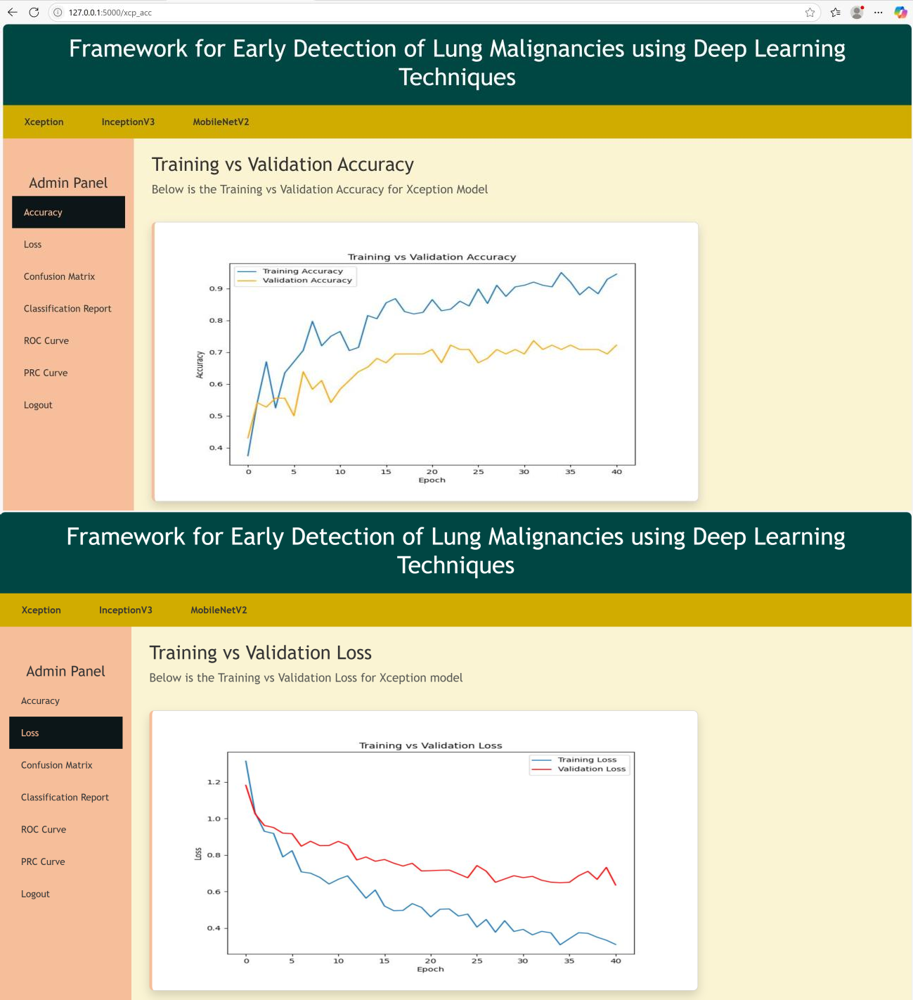 127.0.0.1:5000/xcp_acc
Framework for Early Detection of Lung Malignancies using Deep Learning
Techniques
Xception InceptionV3 MobileNetV2
Admin Panel
Accuracy
Loss
Confusion Matrix
Classification Report
ROC Curve
PRC Curve
Logout
Training vs Validation Accuracy
Below is the Training vs Validation Accuracy for Xception Model
Training vs Validation Accuracy
Training Accuracy
Validation Accuracy
Accuracy
0.9
0.8
0.7
0.6
0.5
0.4
0 5 10 15 20 25 30 35 40
Epoch
Framework for Early Detection of Lung Malignancies using Deep Learning
Techniques
Xception InceptionV3 MobileNetV2
Admin Panel
Accuracy
Loss
Confusion Matrix
Classification Report
ROC Curve
PRC Curve
Logout
Training vs Validation Loss
Below is the Training vs Validation Loss for Xception model
Training vs Validation Loss
Training Loss
Validation Loss
Loss
1.2
1.0
0.8
0.6
0.4
0 5 10 15 20 25 30 35 40
Epoch